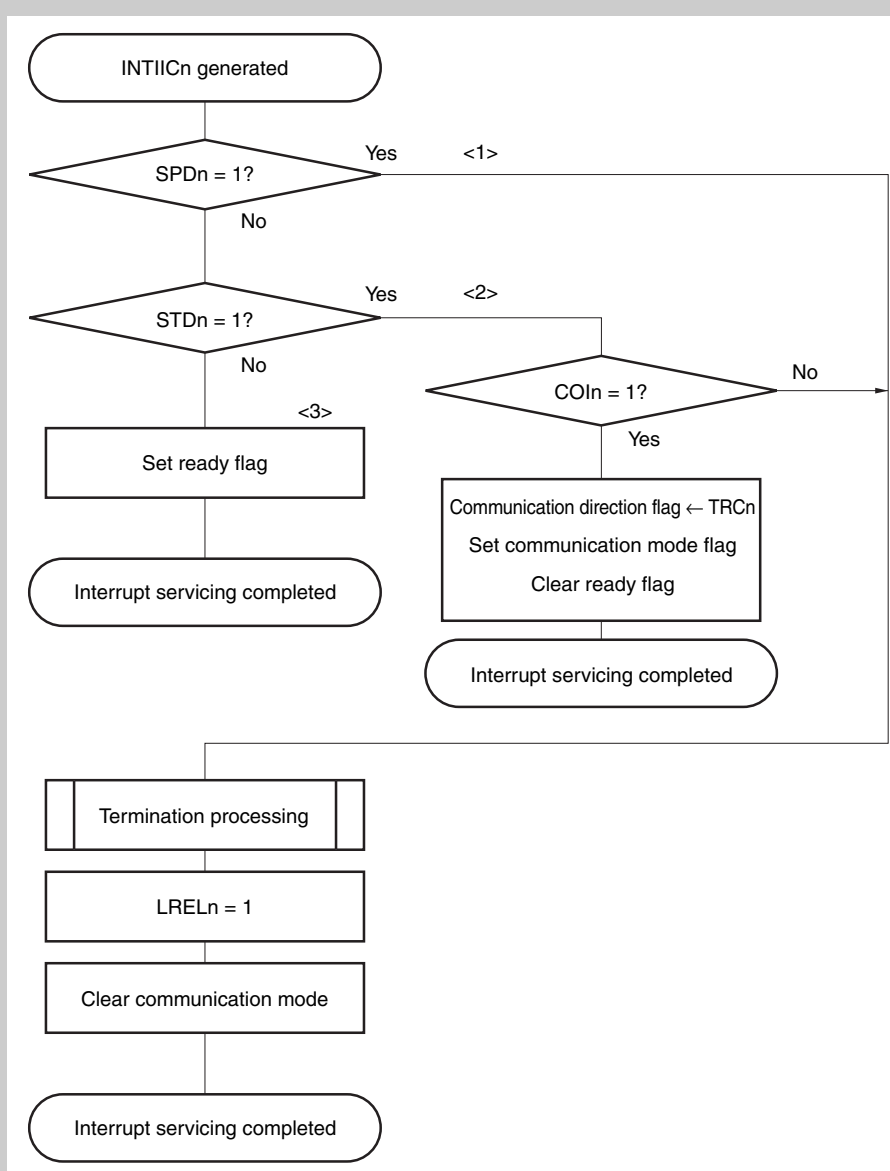 INTIICn generated
Yes <1>
SPDn = 1?
No
Yes <2>
STDn = 1?
No
COIn = 1?
No
Yes
<3>
Set ready flag
Interrupt servicing completed
Communication direction flag ← TRCn
Set communication mode flag
Clear ready flag
Interrupt servicing completed
Termination processing
LRELn = 1
Clear communication mode
Interrupt servicing completed